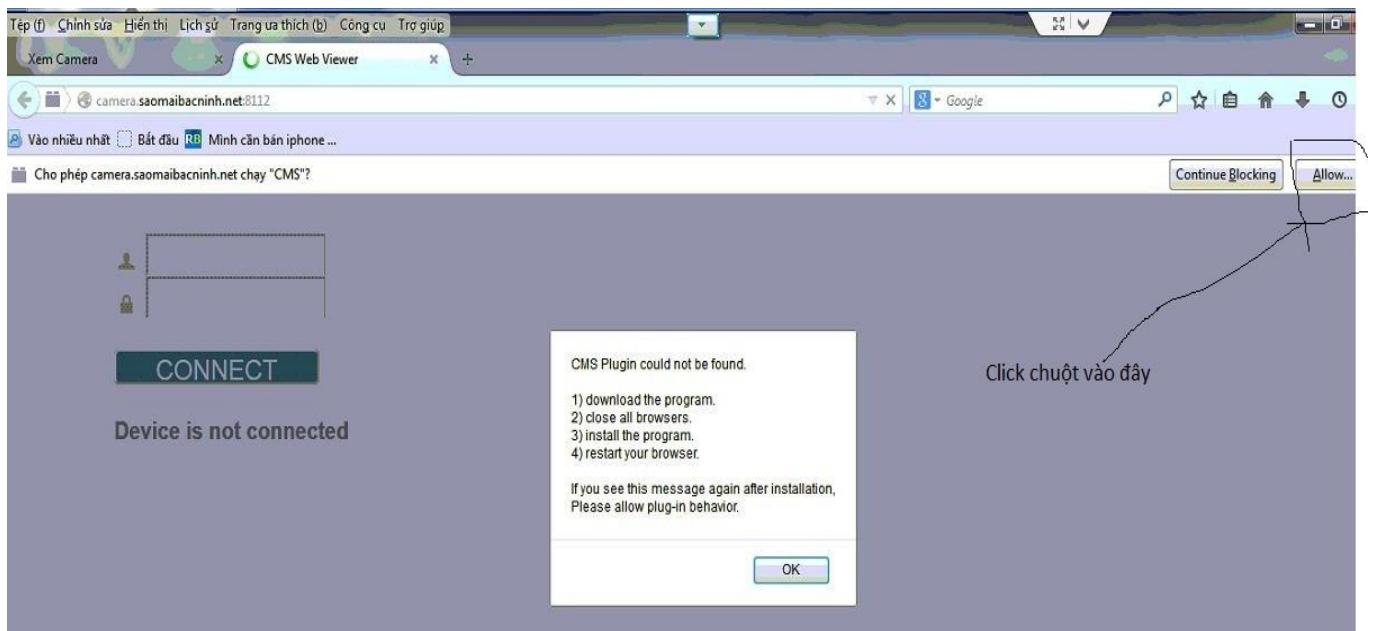 Tệp (f) Chỉnh sửa Hiển thị Lịch sử Trang ưa thích (b) Công cụ Trợ giúp
Xem Camera × CMS Web Viewer × +
camera.saomaibacninh.net:8112 Google
Vào nhiều nhất Bắt đầu RB Mình cần bán iphone ...
Cho phép camera.saomaibacninh.net chạy "CMS"? Continue Blocking Allow...
CONNECT
Device is not connected
CMS Plugin could not be found.
1) download the program.
2) close all browsers.
3) install the program.
4) restart your browser.
If you see this message again after installation,
Please allow plug-in behavior.
OK
Click chuột vào đây